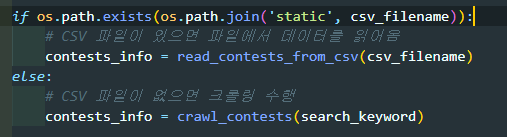 if os.path.exists(os.path.join('static', csv_filename)):
# CSV 파일이 있으면 파일에서 데이터를 읽어옴
contests_info = read_contests_from_csv(csv_filename)
else:
# CSV 파일이 없으면 크롤링 수행
contests_info = crawl_contests(search_keyword)